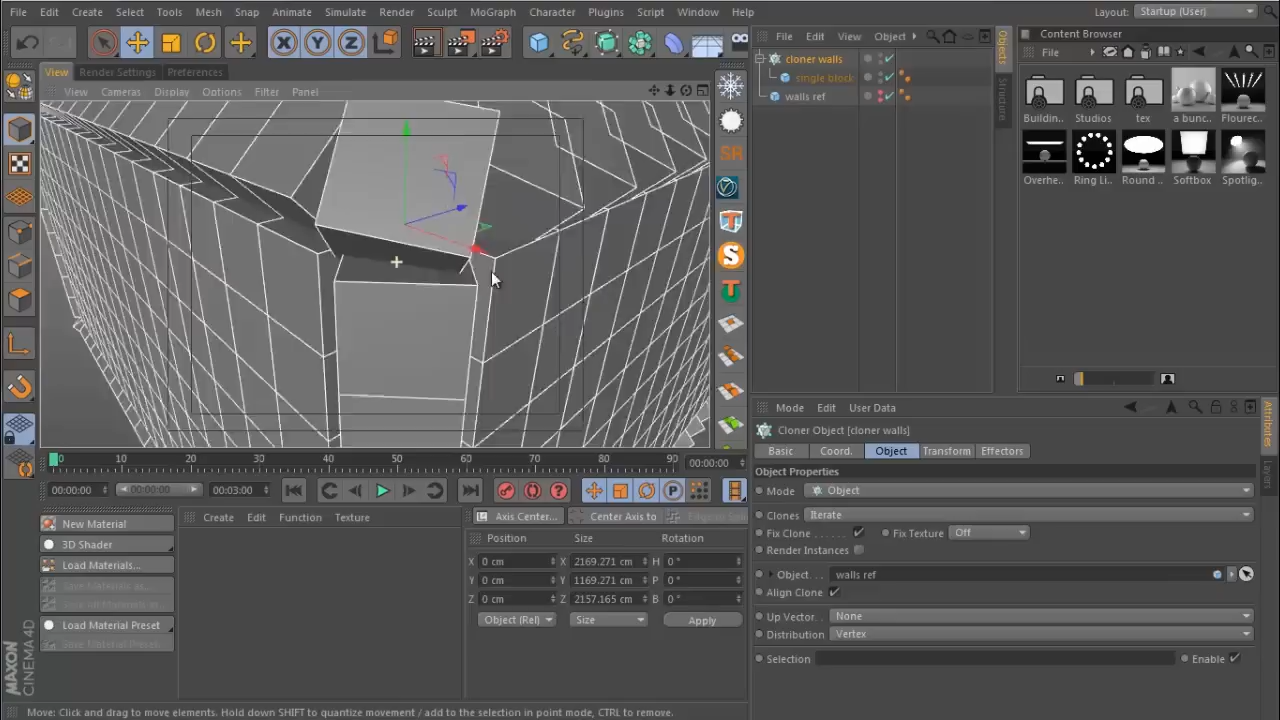 File Edit Create Select Tools Mesh Snap Animate Simulate Render Sculpt MoGraph Character Plugins Script Window Help
Layout: Startup (User)
File Edit View Object
Content Browser
File
View Render Settings Preferences
View Cameras Display Options Filter Panel
cloner walls
single block
walls ref
Objects
Structure
Buildin.. Studios tex a bunc.. Flourec..
Overhe.. Ring Li.. Round .. Softbox Spotlig..
SR
0 10 20 30 40 50 60 70 80 90 00:00:00
00:00:00 00:00:00 00:03:00
New Material
3D Shader
Load Materials...
Load Material Preset
Create Edit Function Texture
Axis Center... Center Axis to
Position Size Rotation
X 0 cm X 2169.271 cm H 0 °
Y 0 cm Y 1169.271 cm P 0 °
Z 0 cm Z 2157.165 cm B 0 °
Object (Rel) Size Apply
Mode Edit User Data
Attributes
Layers
Cloner Object [cloner walls]
Basic Coord. Object Transform Effectors
Object Properties
Mode Object
Clones Iterate
Fix Clone Fix Texture Off
Render Instances
Object.. walls ref
Align Clone
Up Vector.. None
Distribution Vertex
Selection Enable
MAXON CINEMA4D
Move: Click and drag to move elements. Hold down SHIFT to quantize movement / add to the selection in point mode, CTRL to remove.